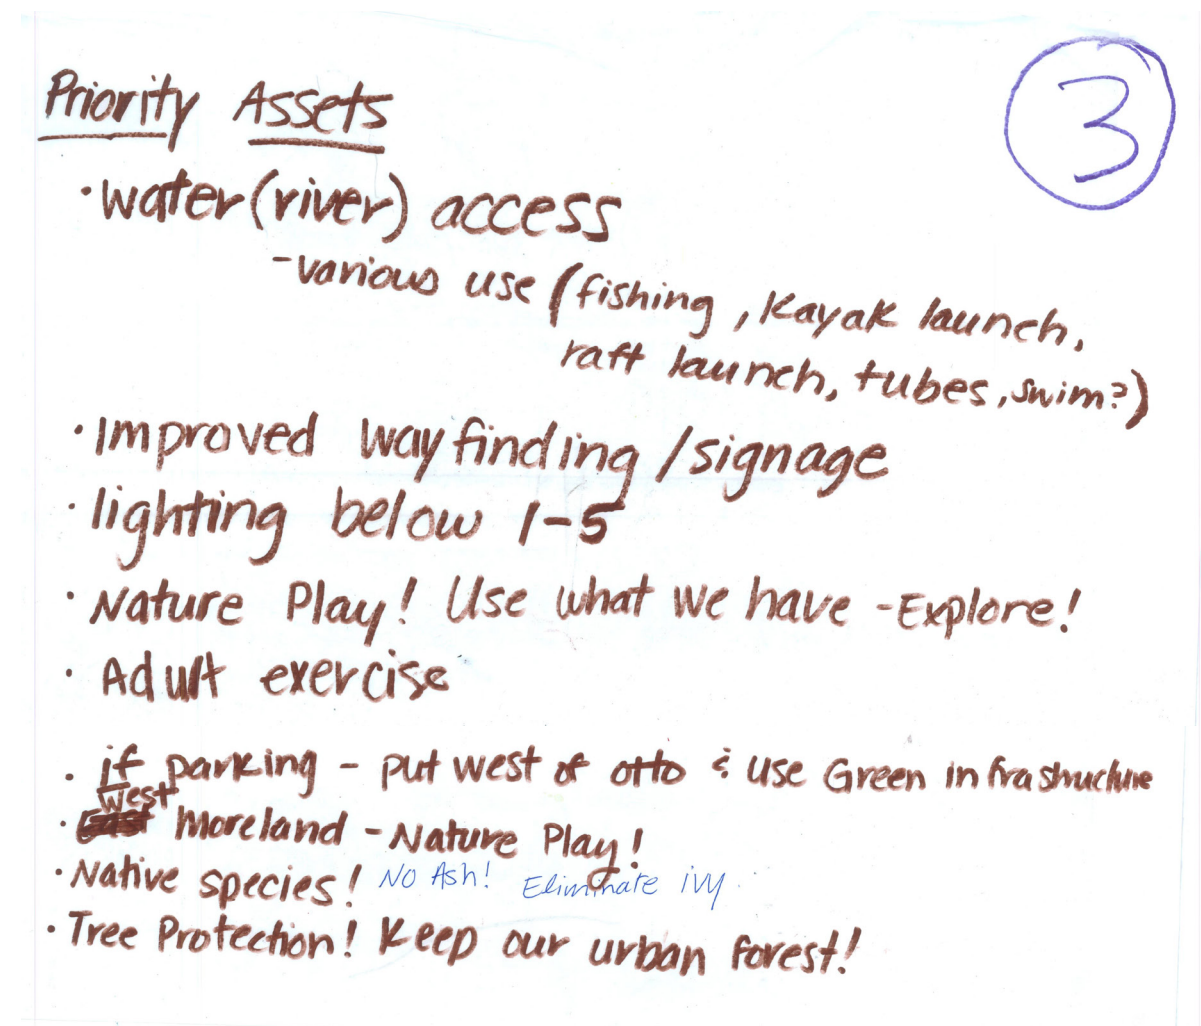 Priority Assets
3
• water (river) access
- various use (fishing, Kayak launch,
raft launch, tubes, swim?)
• Improved wayfinding /signage
• lighting below I-5
• Nature Play! Use what we have - Explore!
• Adult exercise
• if parking - put west of otto & use Green infrastructure
West
• East Moreland - Nature Play!
• Native species! No Ash! Eliminate ivy
• Tree Protection! Keep our urban forest!